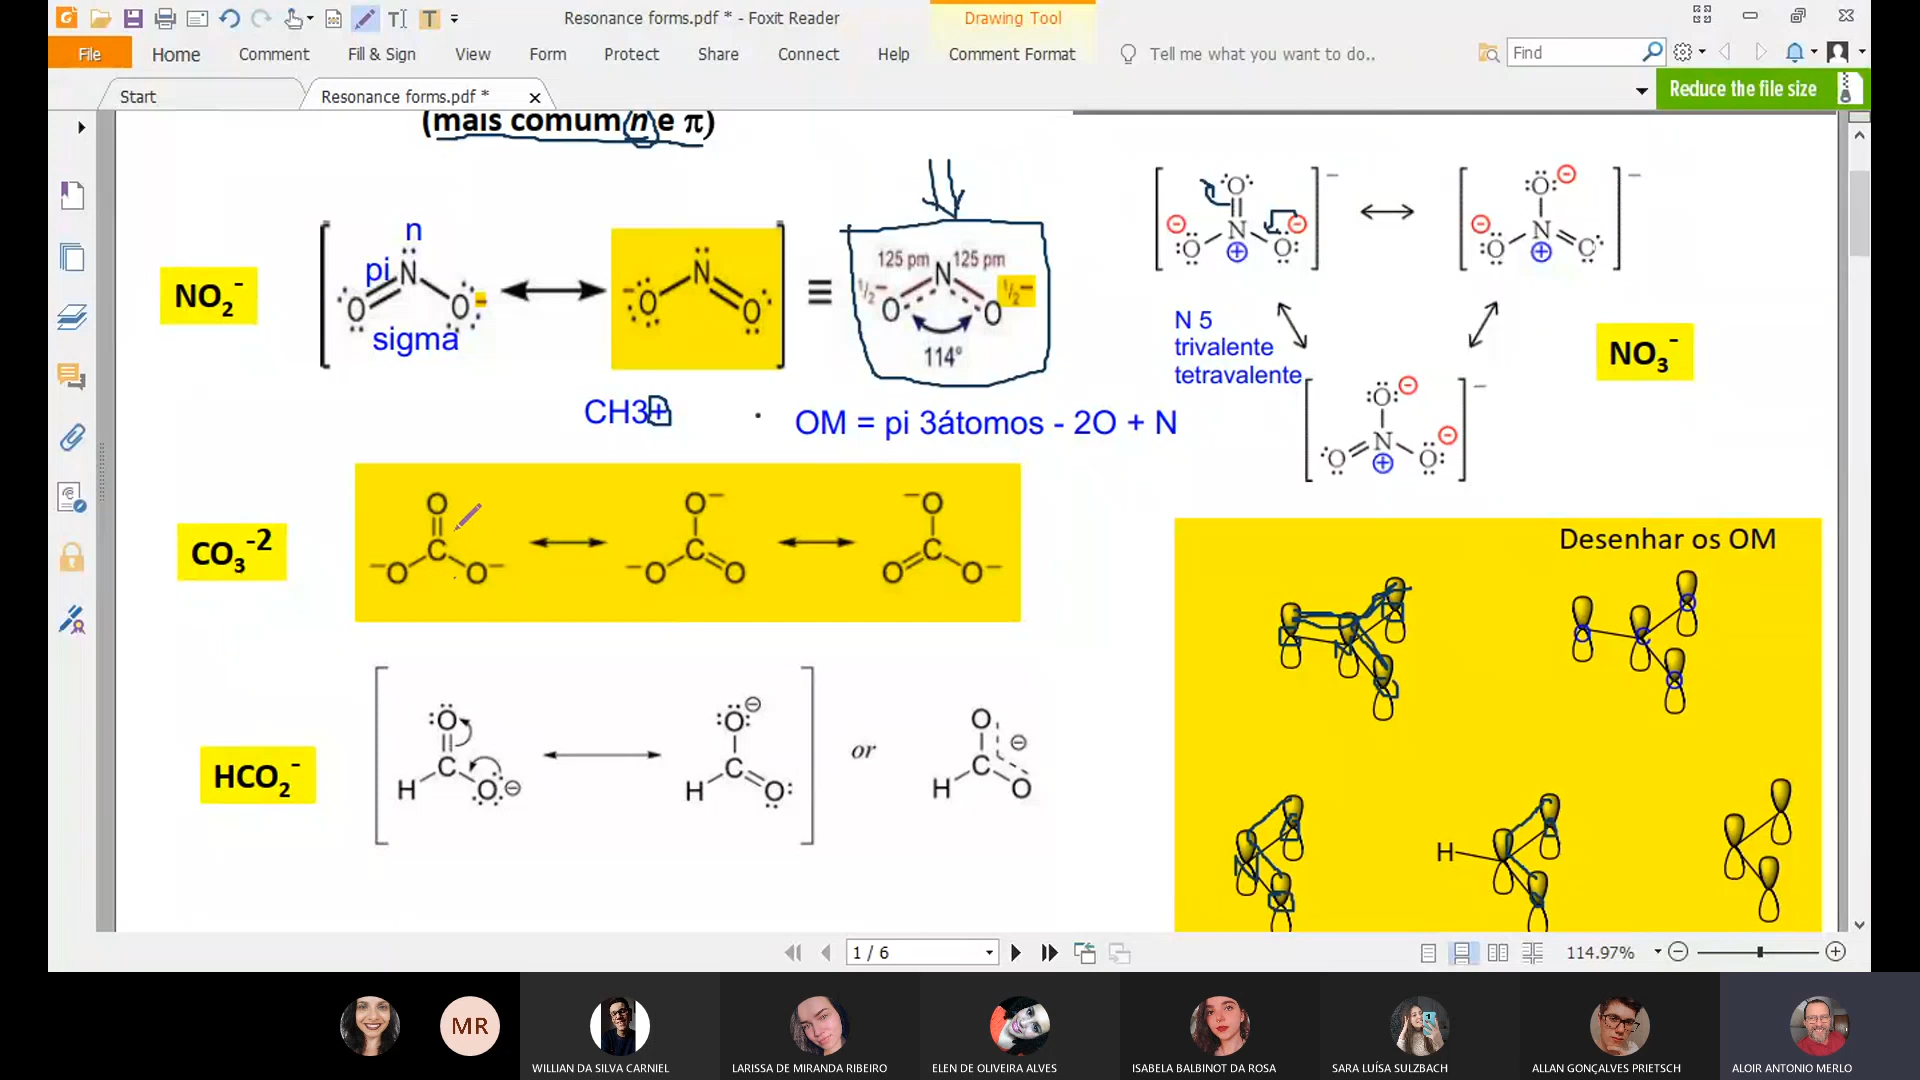 Resonance forms.pdf * - Foxit Reader
Drawing Tool
File Home Comment Fill & Sign View Form Protect Share Connect Help Comment Format Tell me what you want to do.. Find
Start
Resonance forms.pdf *
Reduce the file size
(mais comum n e π)
NO2-
n
pi
N
O
O
sigma
N
O
O
≡
125 pm N 125 pm
1/2-
1/2-
O
O
114°
CH3+
OM = pi 3átomos - 2O + N
O
N
O
O
O
N
O
O
N 5
trivalente
tetravalente
O
N
O
O
NO3-
CO3-2
O
C
-O
O-
O-
C
-O
O
-O
C
O
O-
HCO2-
O
C
H
O
O
C
H
O
or
O
C
H
O
Desenhar os OM
N
N
H
1 / 6
114.97%
MR
WILLIAN DA SILVA CARNIEL
LARISSA DE MIRANDA RIBEIRO
ELEN DE OLIVEIRA ALVES
ISABELA BALBINOT DA ROSA
SARA LUÍSA SULZBACH
ALLAN GONÇALVES PRIETSCH
ALOIR ANTONIO MERLO